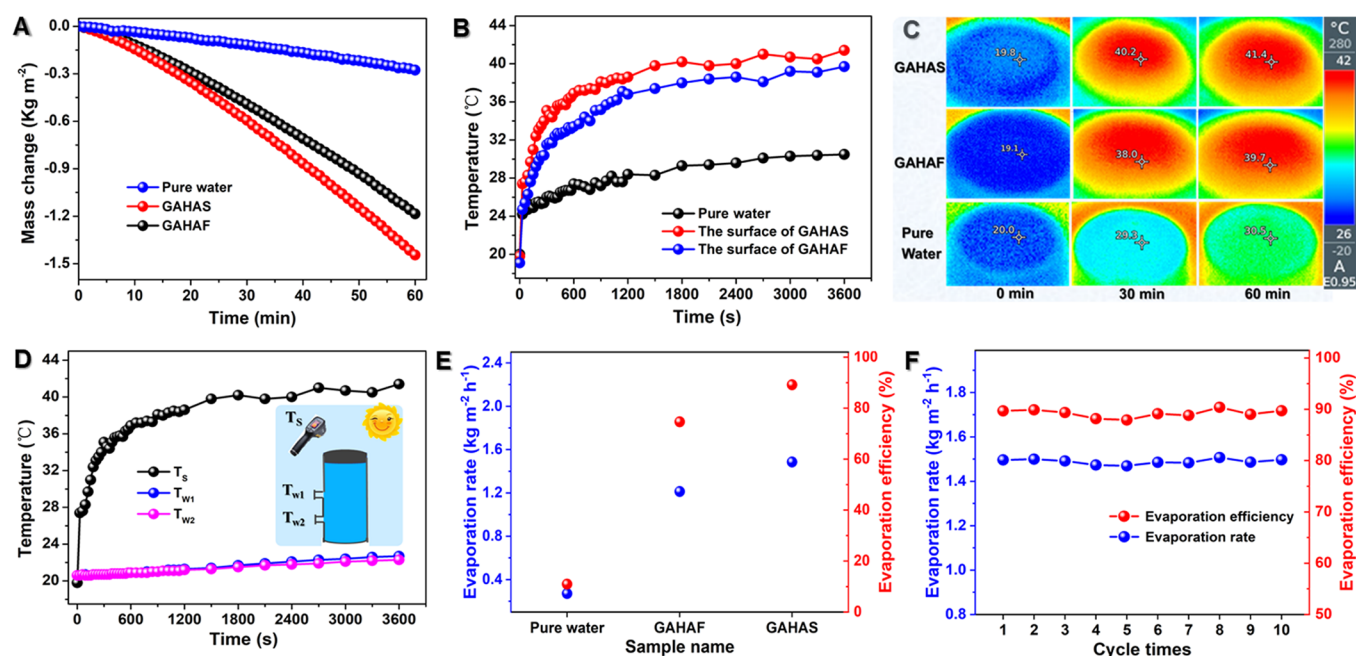 A
0.0
-0.3
-0.6
-0.9
-1.2
-1.5
Mass change (Kg m-2)
Pure water
GAHAS
GAHAF
0 10 20 30 40 50 60
Time (min)
B
44
40
36
32
28
24
20
Temperature (℃)
Pure water
The surface of GAHAS
The surface of GAHAF
0 600 1200 1800 2400 3000 3600
Time (s)
C
GAHAS
19.8
40.2
41.4
GAHAF
19.1
38.0
39.7
Pure
Water
20.0
29.3
30.5
0 min 30 min 60 min
°C
280
42
26
-20
A
E0.95
D
44
40
36
32
28
24
20
Temperature (℃)
TS
TW1
TW2
TS
Tw1
Tw2
0 600 1200 1800 2400 3000 3600
Time (s)
E
2.4
2.0
1.6
1.2
0.8
0.4
Evaporation rate (kg m-2 h-1)
100
90
80
70
60
50
40
30
20
10
0
Evaporation efficiency (%)
Pure water GAHAF GAHAS
Sample name
F
1.8
1.6
1.4
1.2
1.0
0.8
Evaporation rate (kg m-2 h-1)
100
90
80
70
60
50
Evaporation efficiency (%)
Evaporation efficiency
Evaporation rate
1 2 3 4 5 6 7 8 9 10
Cycle times